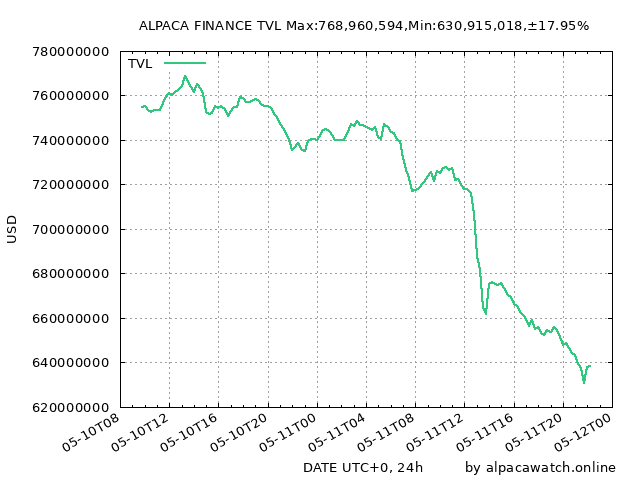 ALPACA FINANCE TVL Max:768,960,594,Min:630,915,018,±17.95%
TVL
780000000
760000000
740000000
720000000
700000000
680000000
660000000
640000000
620000000
USD
05-10T08
05-10T12
05-10T16
05-10T20
05-11T00
05-11T04
05-11T08
05-11T12
05-11T16
05-11T20
05-12T00
DATE UTC+0, 24h
by alpacawatch.online